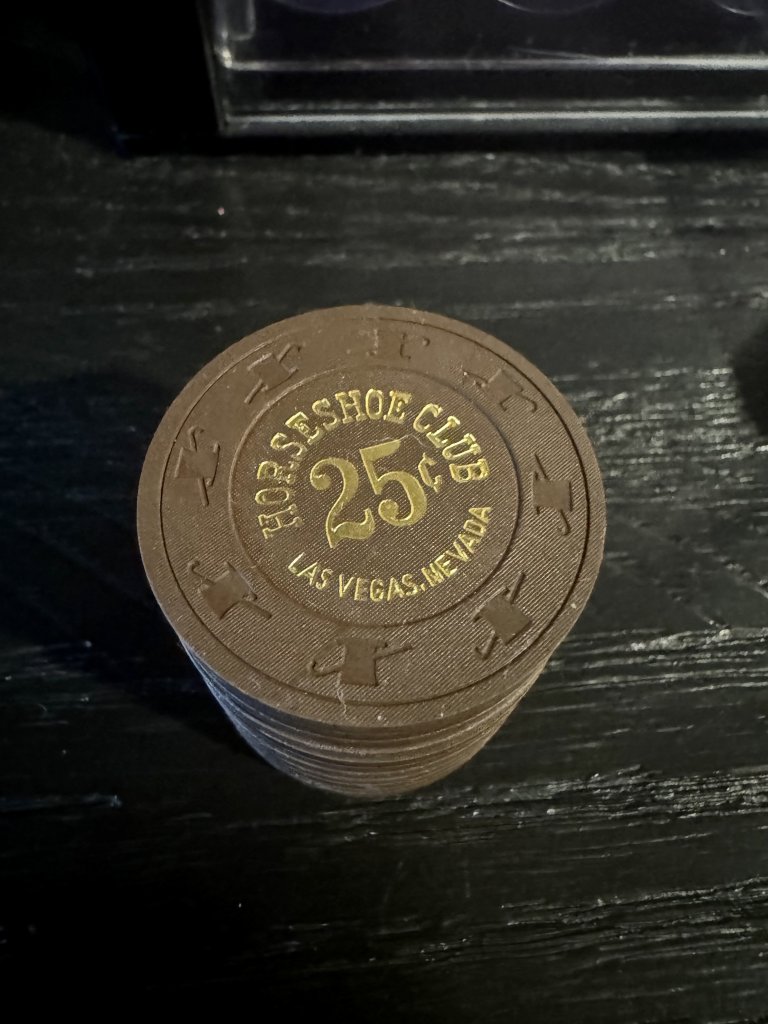 HORSESHOE CLUB
25¢
LAS VEGAS, NEVADA